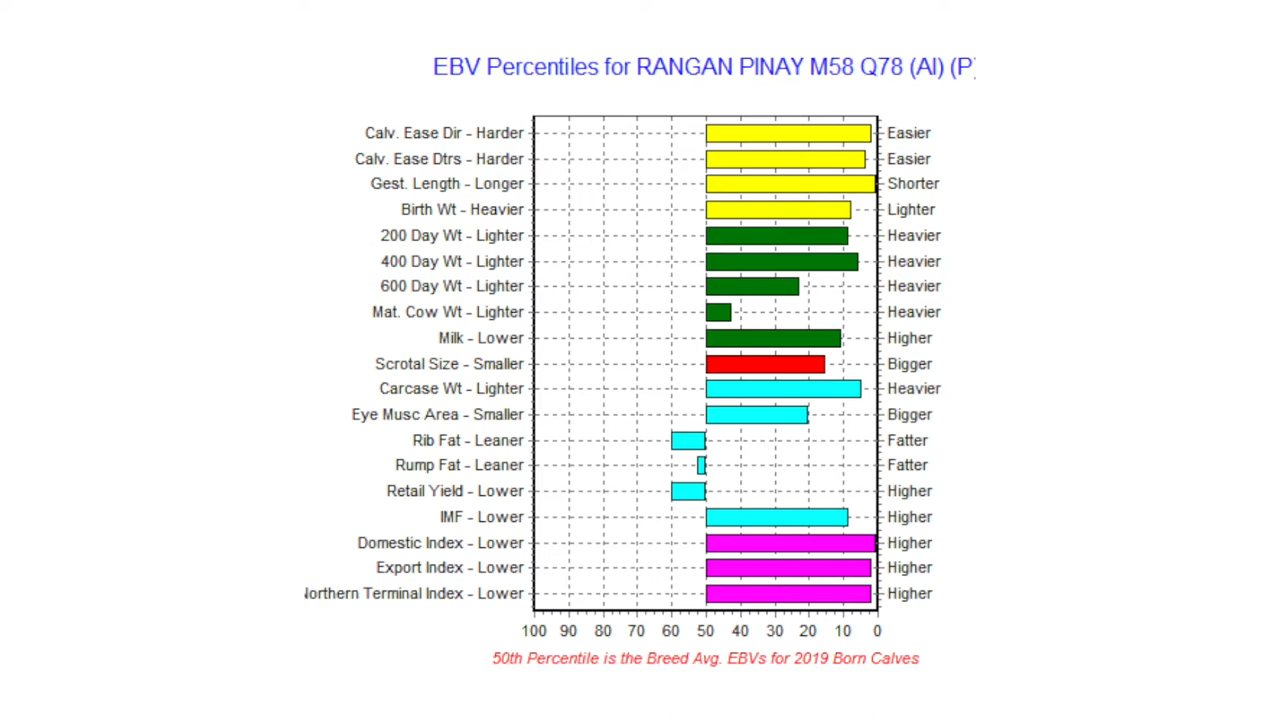 EBV Percentiles for RANGAN PINAY M58 Q78 (AI) (P)
Calv. Ease Dir - Harder Easier
Calv. Ease Dtrs - Harder Easier
Gest. Length - Longer Shorter
Birth Wt - Heavier Lighter
200 Day Wt - Lighter Heavier
400 Day Wt - Lighter Heavier
600 Day Wt - Lighter Heavier
Mat. Cow Wt - Lighter Heavier
Milk - Lower Higher
Scrotal Size - Smaller Bigger
Carcase Wt - Lighter Heavier
Eye Musc Area - Smaller Bigger
Rib Fat - Leaner Fatter
Rump Fat - Leaner Fatter
Retail Yield - Lower Higher
IMF - Lower Higher
Domestic Index - Lower Higher
Export Index - Lower Higher
Northern Terminal Index - Lower Higher
100 90 80 70 60 50 40 30 20 10 0
50th Percentile is the Breed Avg. EBVs for 2019 Born Calves